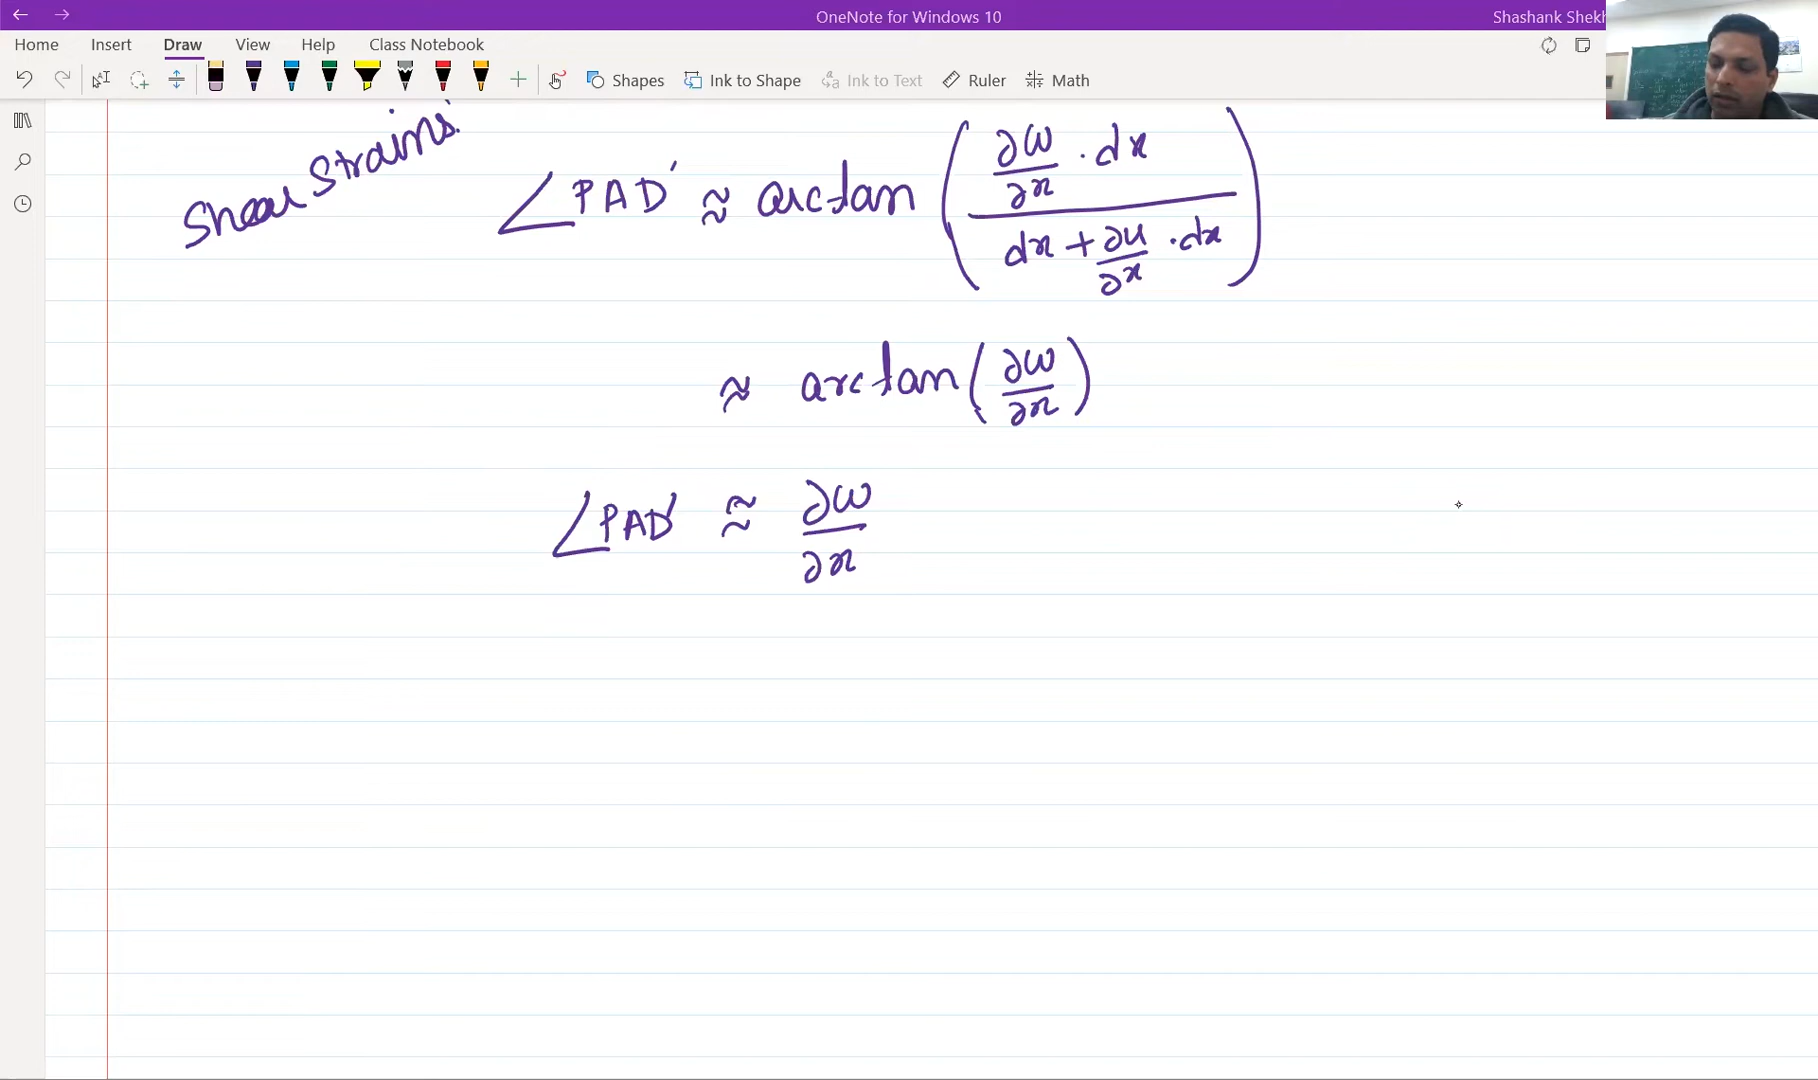 OneNote for Windows 10
Shashank Shekh
Home Insert Draw View Help Class Notebook
Shapes Ink to Shape Ink to Text Ruler Math
Shear Strains:
∠PAD' ≈ arctan ( (∂w/∂x · dx) / (dx + ∂u/∂x · dx) )
≈ arctan (∂w/∂x)
∠PAD' ≈ ∂w/∂x